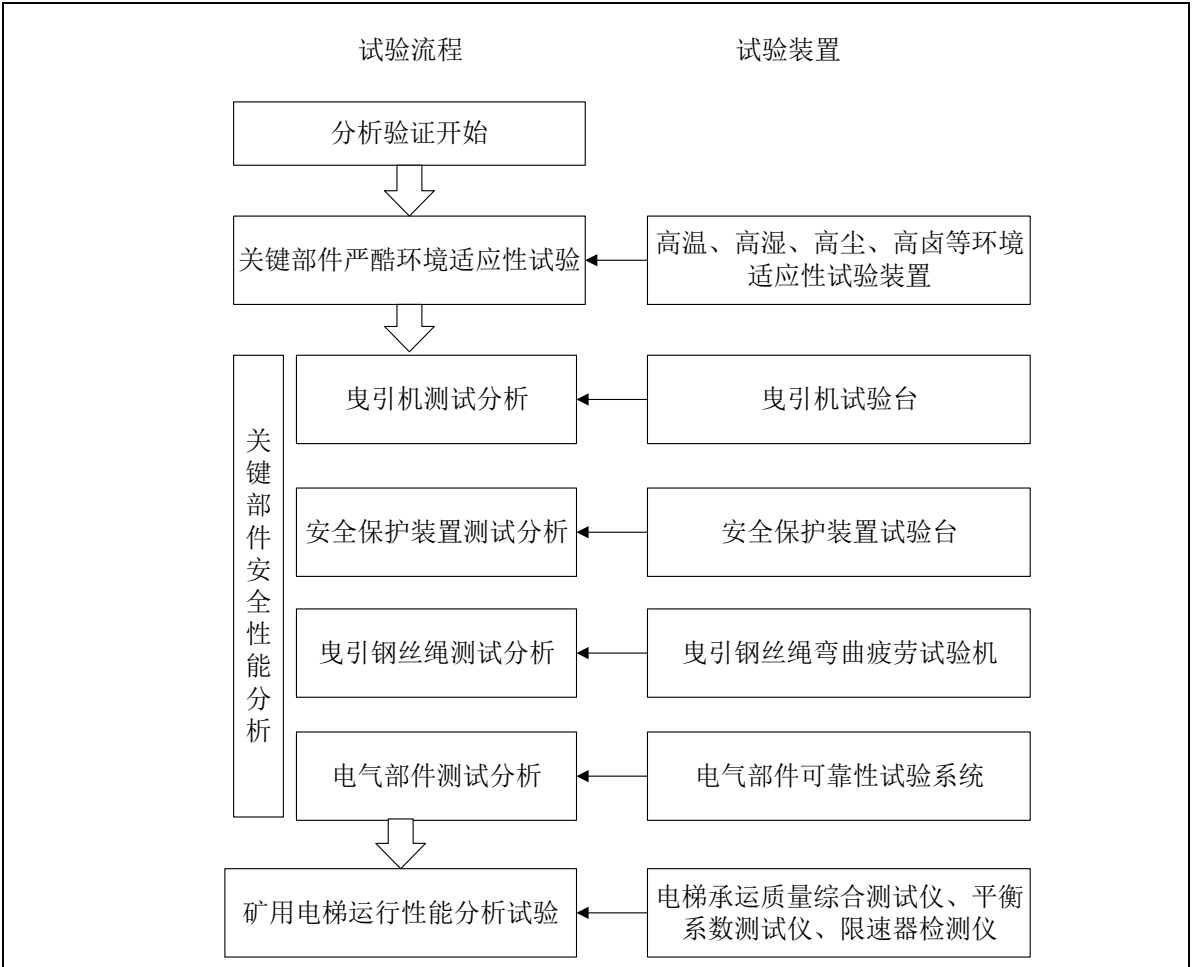 试验流程
试验装置
分析验证开始
关键部件严酷环境适应性试验
高温、高湿、高尘、高卤等环境
适应性试验装置
关键部件安全性能分析
曳引机测试分析
曳引机试验台
安全保护装置测试分析
安全保护装置试验台
曳引钢丝绳测试分析
曳引钢丝绳弯曲疲劳试验机
电气部件测试分析
电气部件可靠性试验系统
矿用电梯运行性能分析试验
电梯承运质量综合测试仪、平衡
系数测试仪、限速器检测仪